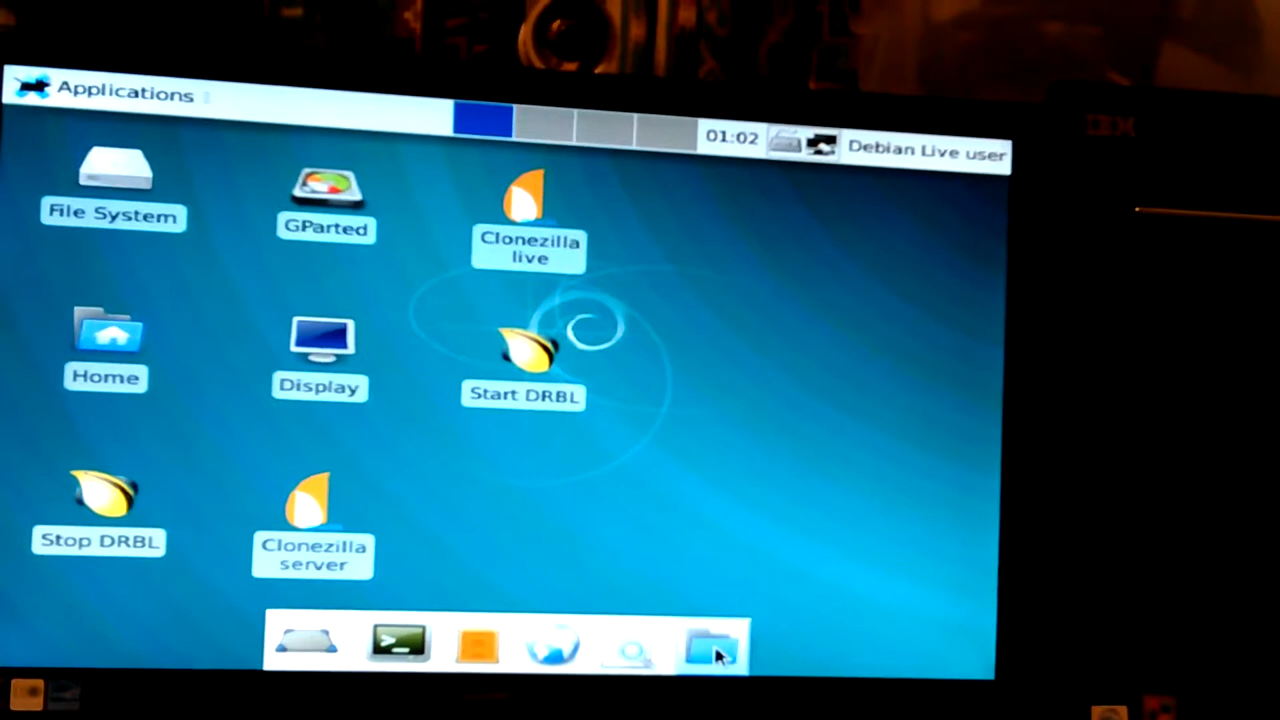 Applications
01:02
Debian Live user
IBM
File System
GParted
Clonezilla
live
Home
Display
Start DRBL
Stop DRBL
Clonezilla
server